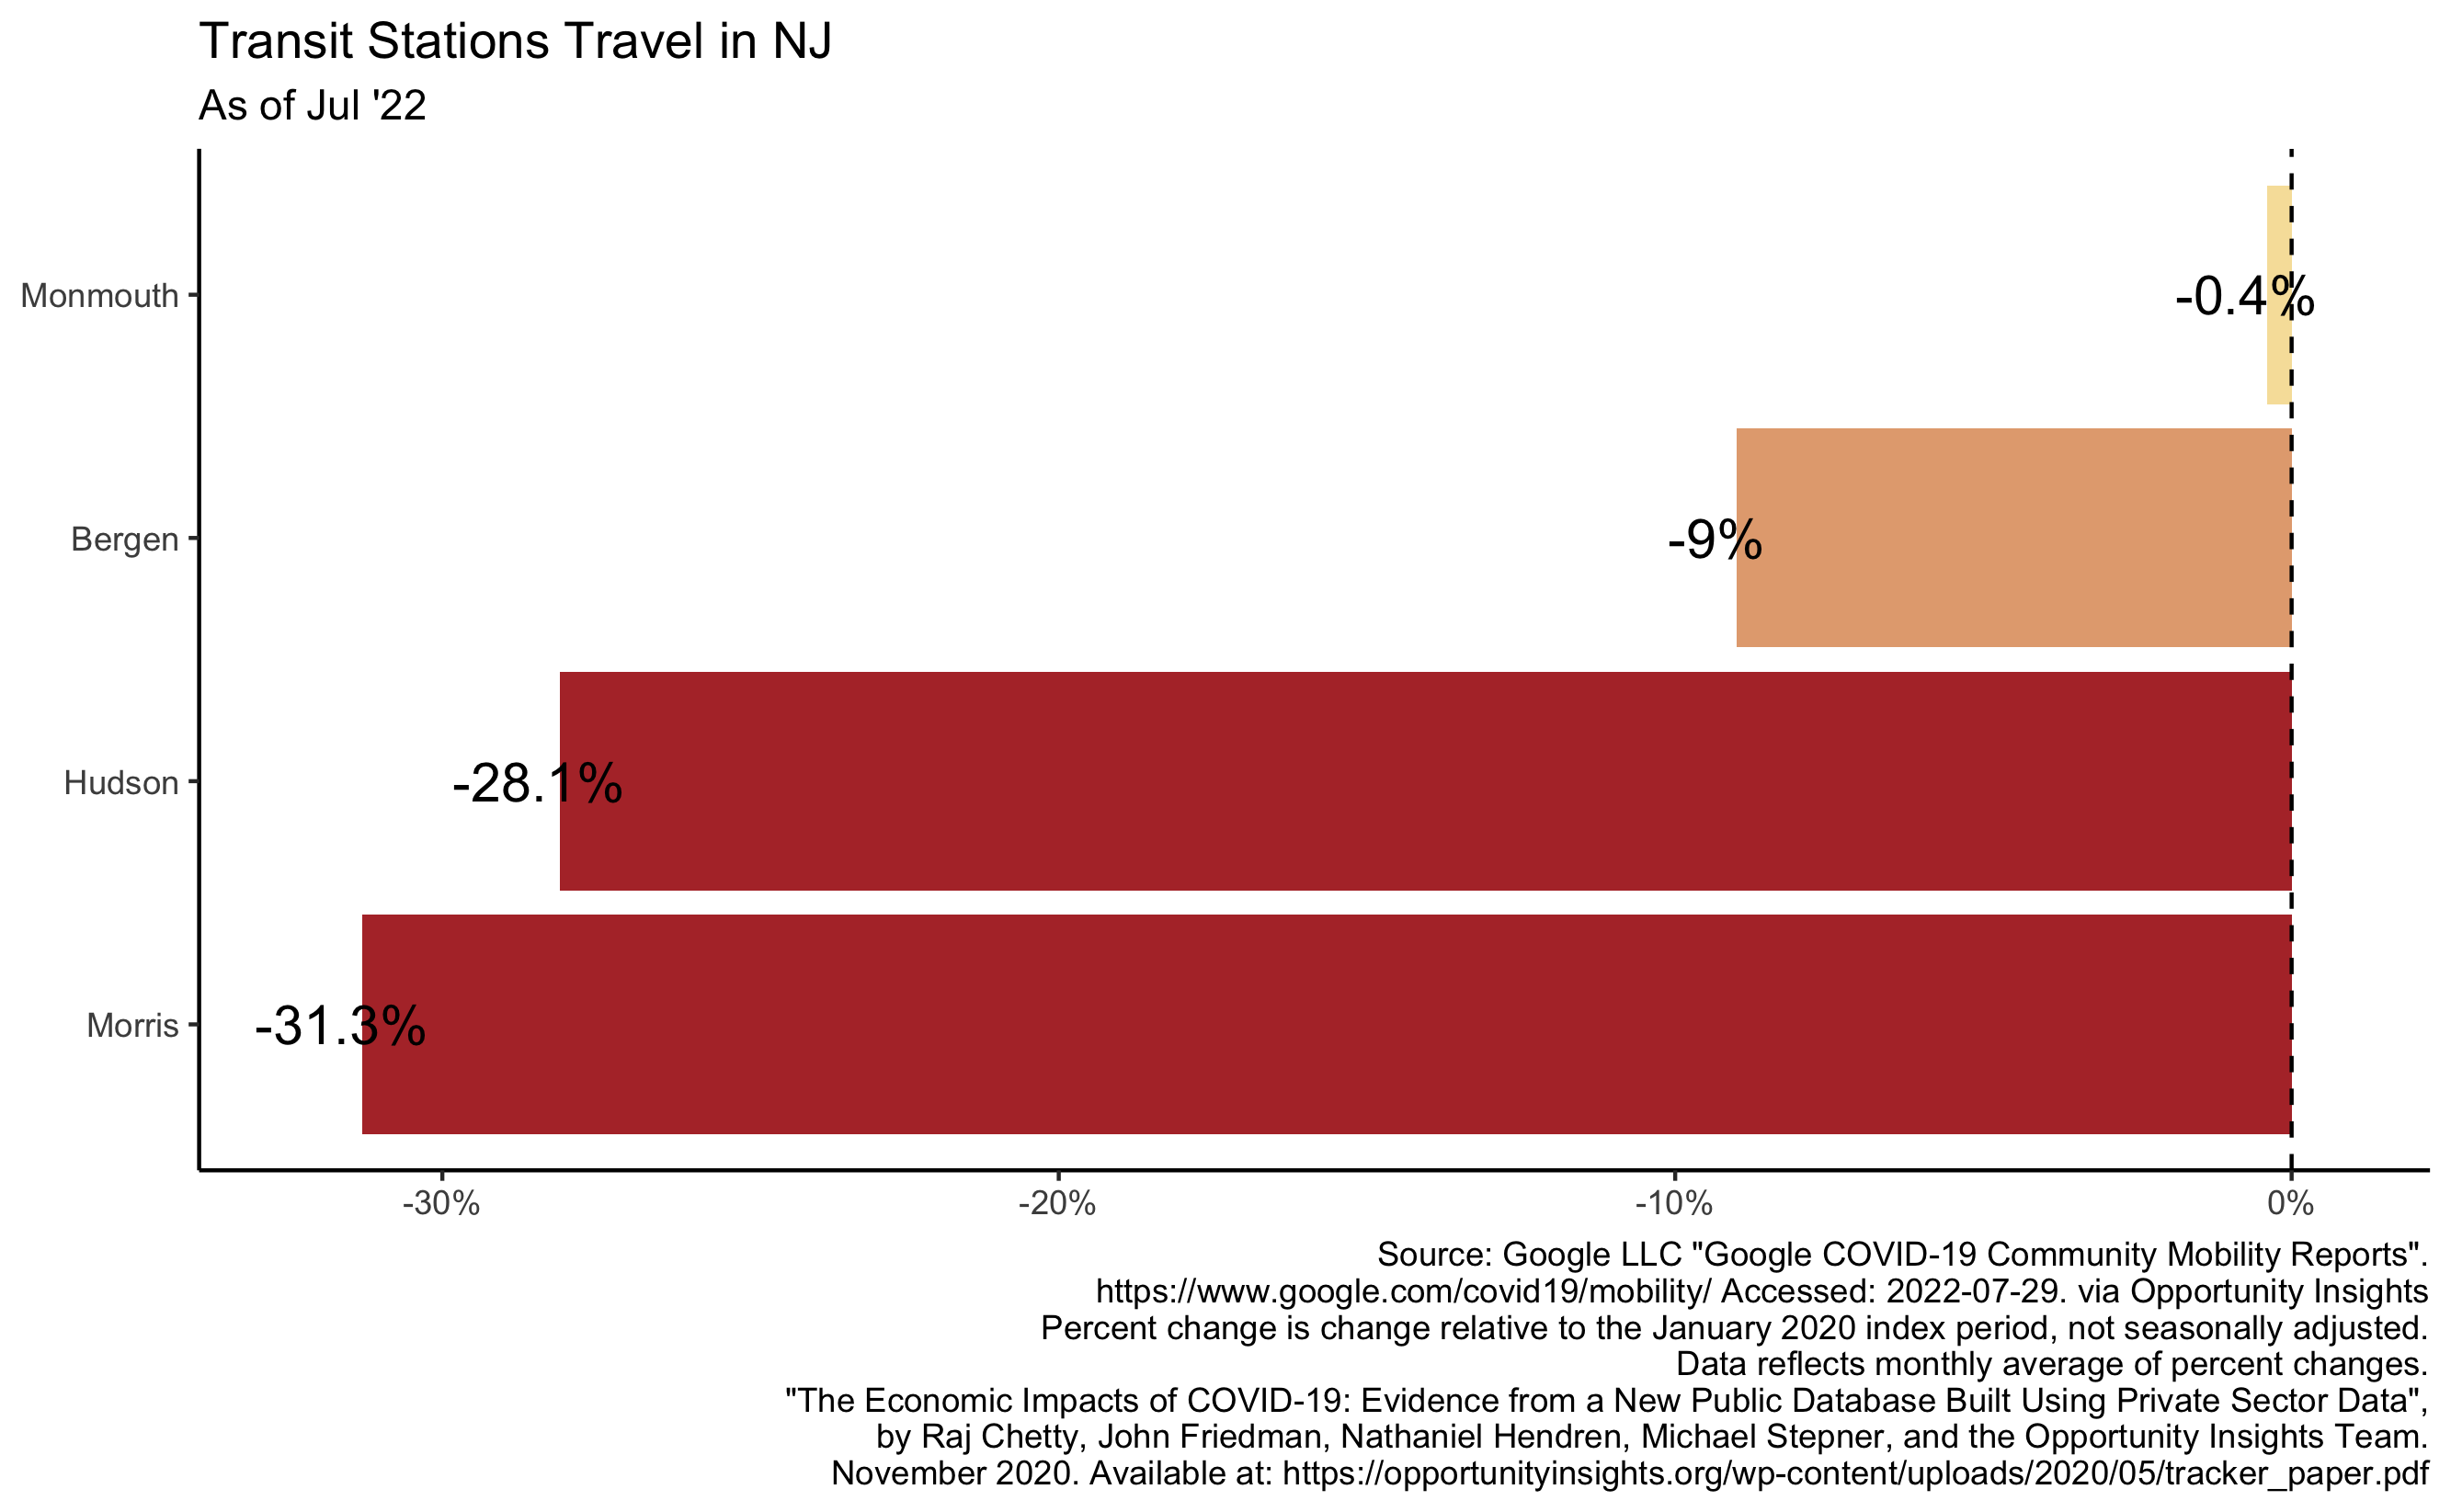 Transit Stations Travel in NJ
As of Jul '22
Monmouth
-0.4%
Bergen
-9%
Hudson
-28.1%
Morris
-31.3%
-30%
-20%
-10%
0%
Source: Google LLC "Google COVID-19 Community Mobility Reports".
https://www.google.com/covid19/mobility/ Accessed: 2022-07-29. via Opportunity Insights
Percent change is change relative to the January 2020 index period, not seasonally adjusted.
Data reflects monthly average of percent changes.
"The Economic Impacts of COVID-19: Evidence from a New Public Database Built Using Private Sector Data",
by Raj Chetty, John Friedman, Nathaniel Hendren, Michael Stepner, and the Opportunity Insights Team.
November 2020. Available at: https://opportunityinsights.org/wp-content/uploads/2020/05/tracker_paper.pdf